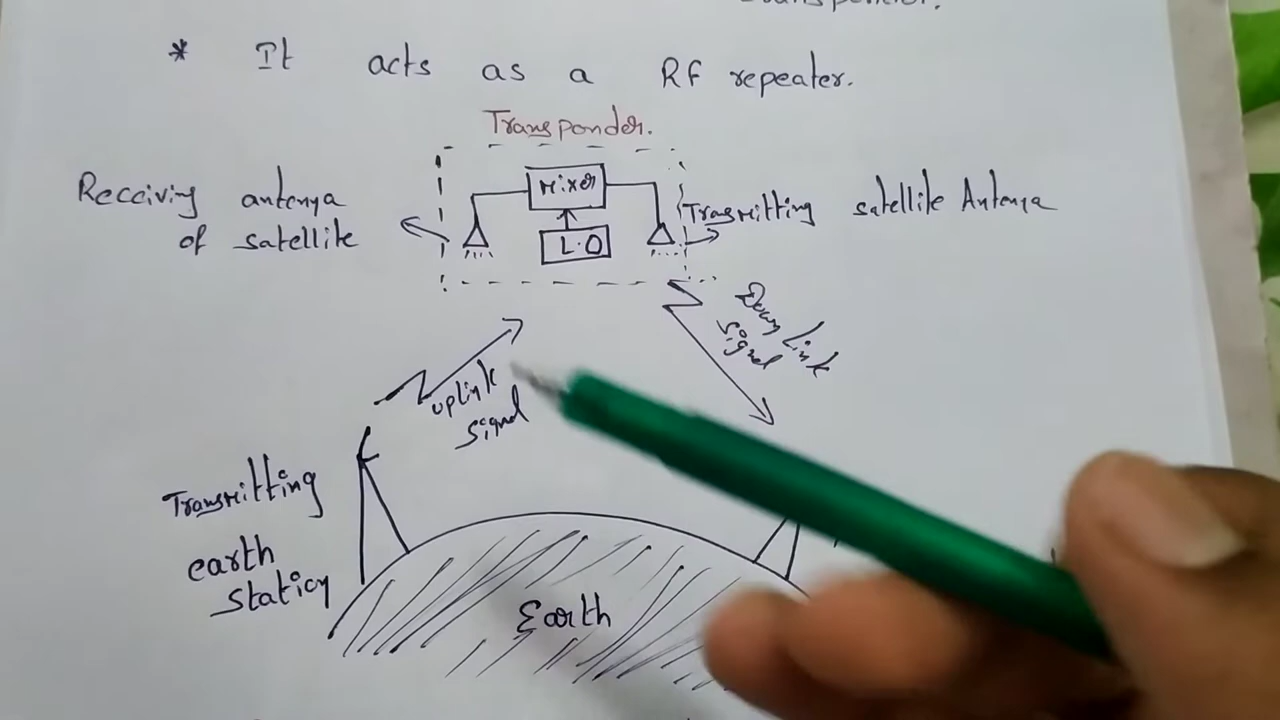 * It acts as a RF repeater.
Transponder.
Mixer
Receiving antenna
of satellite
L.O
Transmitting satellite Antenna
Down Link
signal
uplink
signal
Transmitting
earth
station
Earth